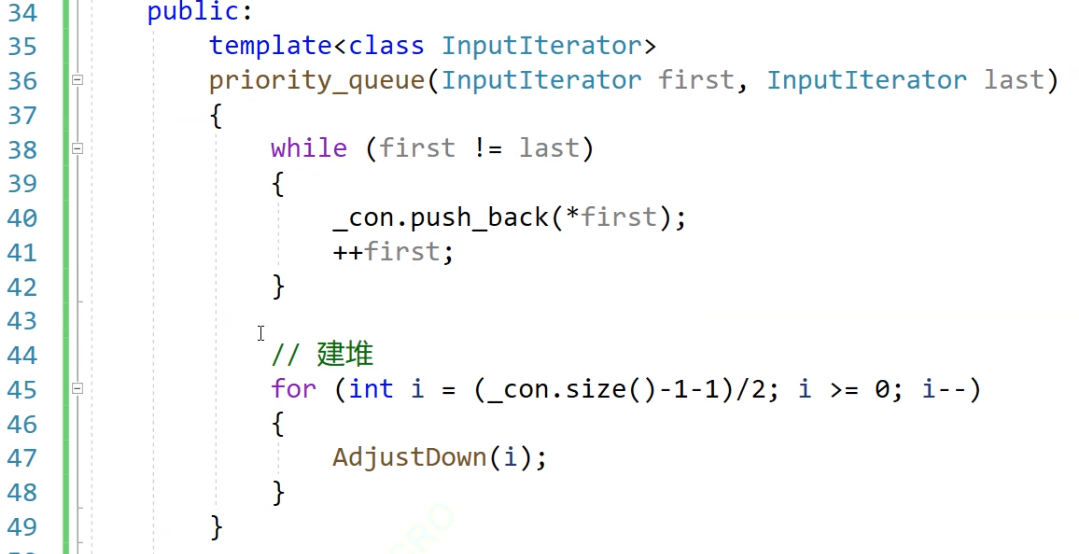 34 public:
35 template<class InputIterator>
36 priority_queue(InputIterator first, InputIterator last)
37 {
38 while (first != last)
39 {
40 _con.push_back(*first);
41 ++first;
42 }
43
44 // 建堆
45 for (int i = (_con.size()-1-1)/2; i >= 0; i--)
46 {
47 AdjustDown(i);
48 }
49 }